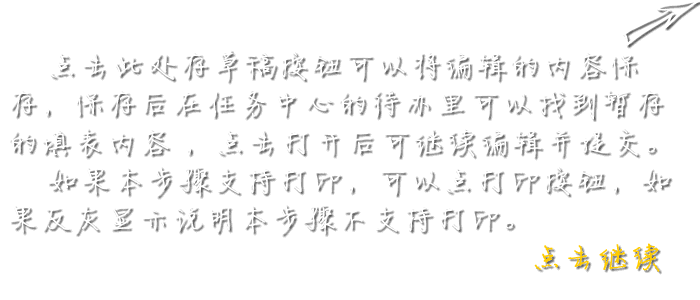 点击此处存草稿按钮可以将编辑的内容保
存，保存后在任务中心的待办里可以找到暂存
的填表内容，点击打开后可继续编辑并提交。
如果本步骤支持打印，可以点打印按钮，如
果反灰显示说明本步骤不支持打印。
点击继续